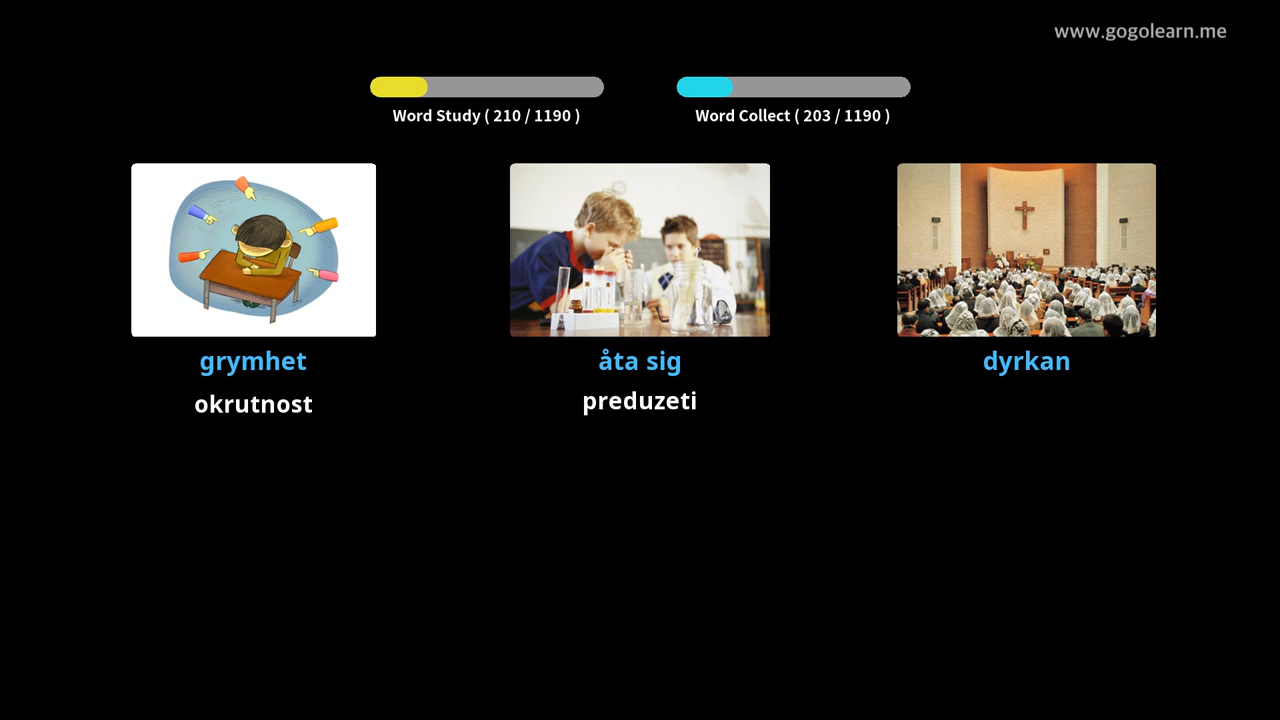 www.gogolearn.me
Word Study ( 210 / 1190 )
Word Collect ( 203 / 1190 )
grymhet
åta sig
dyrkan
okrutnost
preduzeti